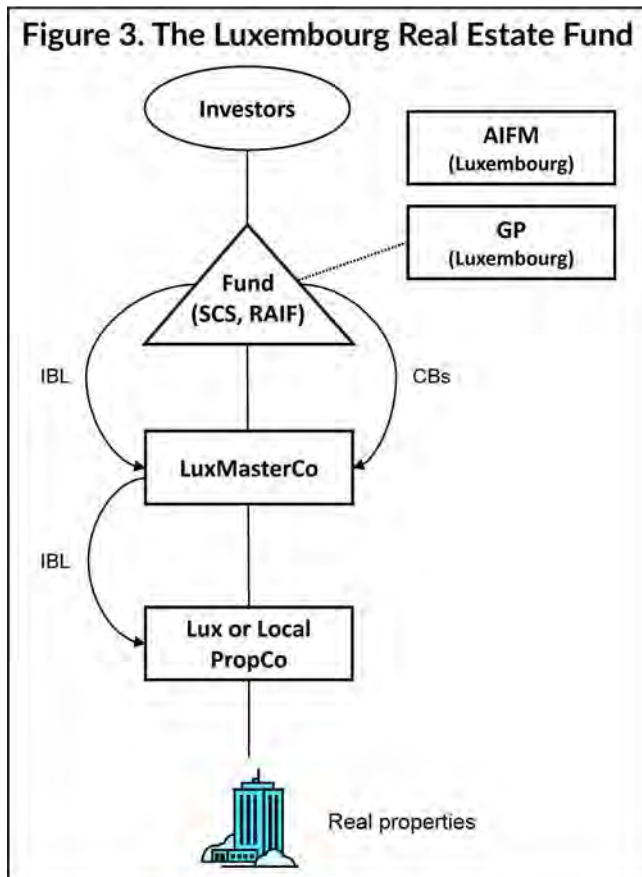 Figure 3. The Luxembourg Real Estate Fund
Investors
AIFM
(Luxembourg)
GP
(Luxembourg)
Fund
(SCS, RAIF)
IBL
CBs
LuxMasterCo
IBL
Lux or Local
PropCo
Real properties